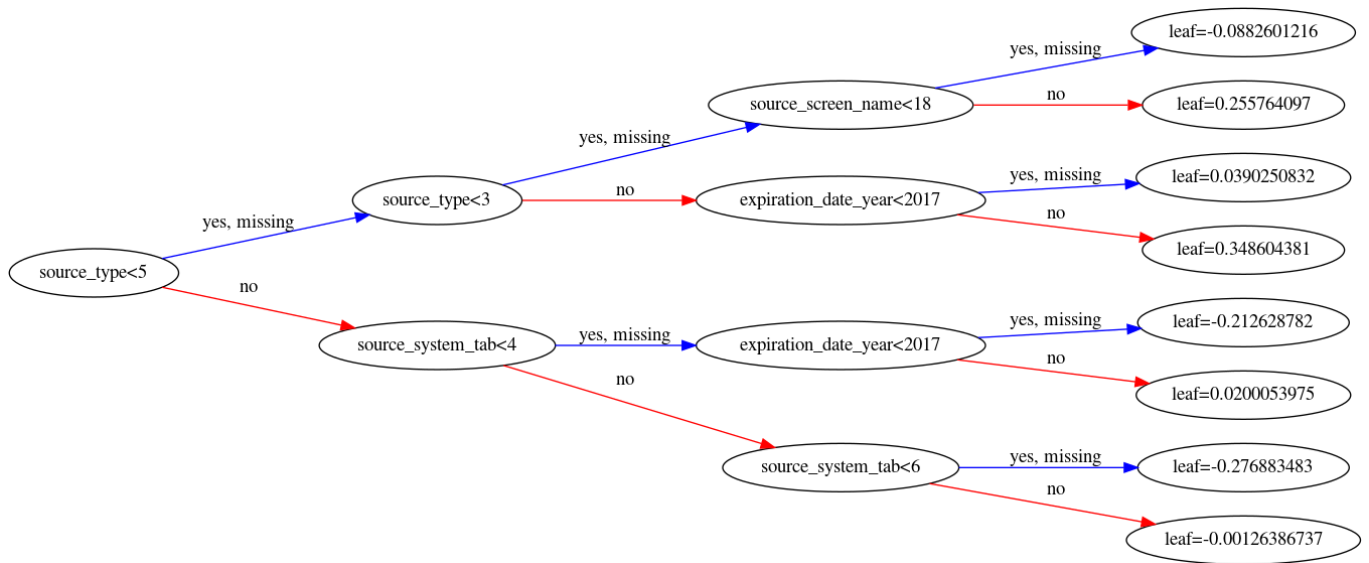 leaf=-0.0882601216
yes, missing
source_screen_name<18
no
leaf=0.255764097
yes, missing
source_type<3
no
expiration_date_year<2017
yes, missing
leaf=0.0390250832
no
leaf=0.348604381
yes, missing
source_type<5
no
source_system_tab<4
yes, missing
expiration_date_year<2017
yes, missing
leaf=-0.212628782
no
leaf=0.0200053975
no
source_system_tab<6
yes, missing
leaf=-0.276883483
no
leaf=-0.00126386737